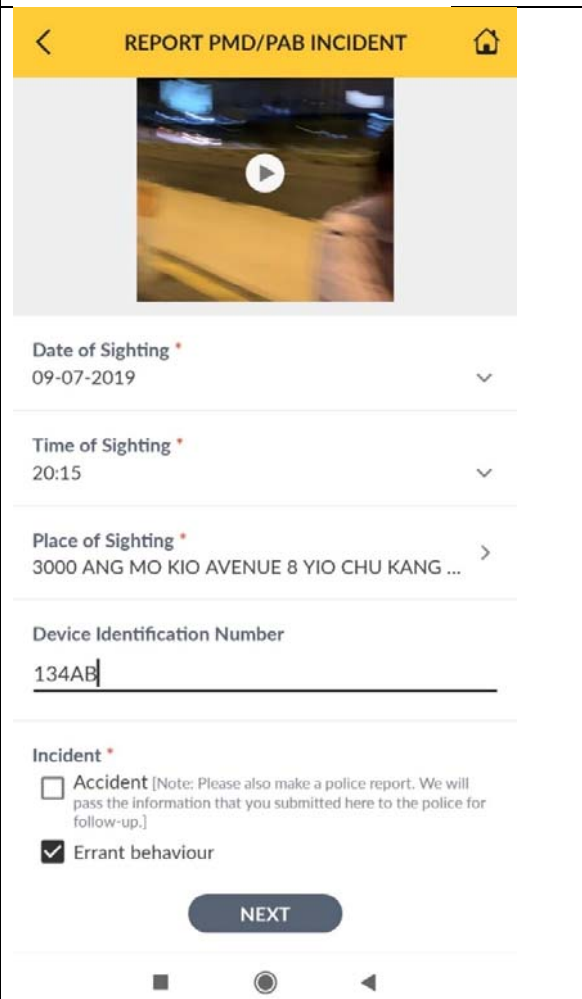 REPORT PMD/PAB INCIDENT
Date of Sighting *
09-07-2019
Time of Sighting *
20:15
Place of Sighting *
3000 ANG MO KIO AVENUE 8 YIO CHU KANG ...
Device Identification Number
134AB
Incident *
Accident [Note: Please also make a police report. We will
pass the information that you submitted here to the police for
follow-up.]
Errant behaviour
NEXT